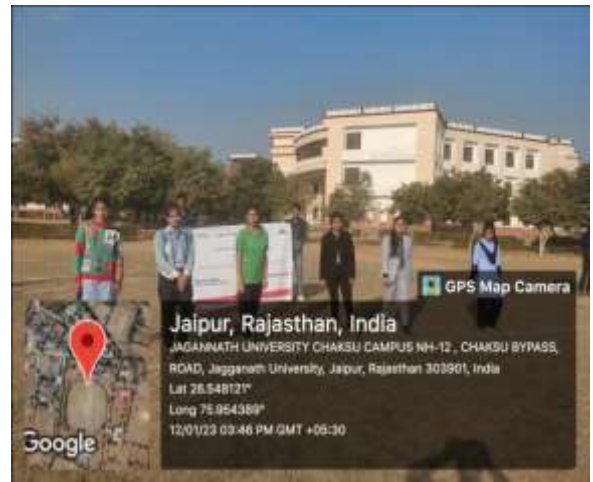 GPS Map Camera
Jaipur, Rajasthan, India
JAGANNATH UNIVERSITY CHAKSU CAMPUS NH-12 , CHAKSU BYPASS,
ROAD, Jagganath University, Jaipur, Rajasthan 303901, India
Lat 26.548121°
Long 75.954389°
12/01/23 03:46 PM GMT +05:30
Google